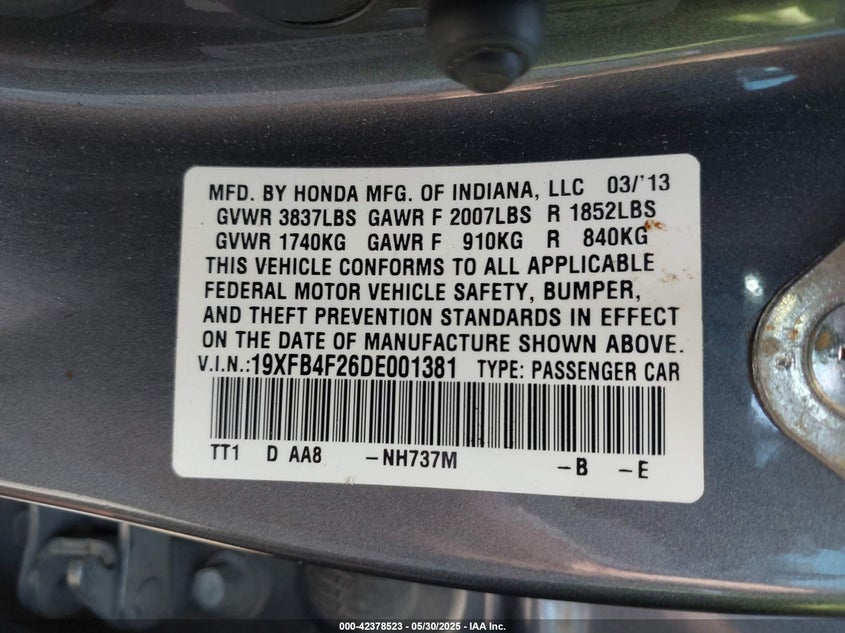 MFD. BY HONDA MFG. OF INDIANA, LLC 03/'13
GVWR 3837LBS GAWR F 2007LBS R 1852LBS
GVWR 1740KG GAWR F 910KG R 840KG
THIS VEHICLE CONFORMS TO ALL APPLICABLE
FEDERAL MOTOR VEHICLE SAFETY, BUMPER,
AND THEFT PREVENTION STANDARDS IN EFFECT
ON THE DATE OF MANUFACTURE SHOWN ABOVE.
V.I.N.:19XFB4F26DE001381 TYPE: PASSENGER CAR
TT1 D AA8 -NH737M -B -E
000-42378523 - 05/30/2025 - IAA Inc.